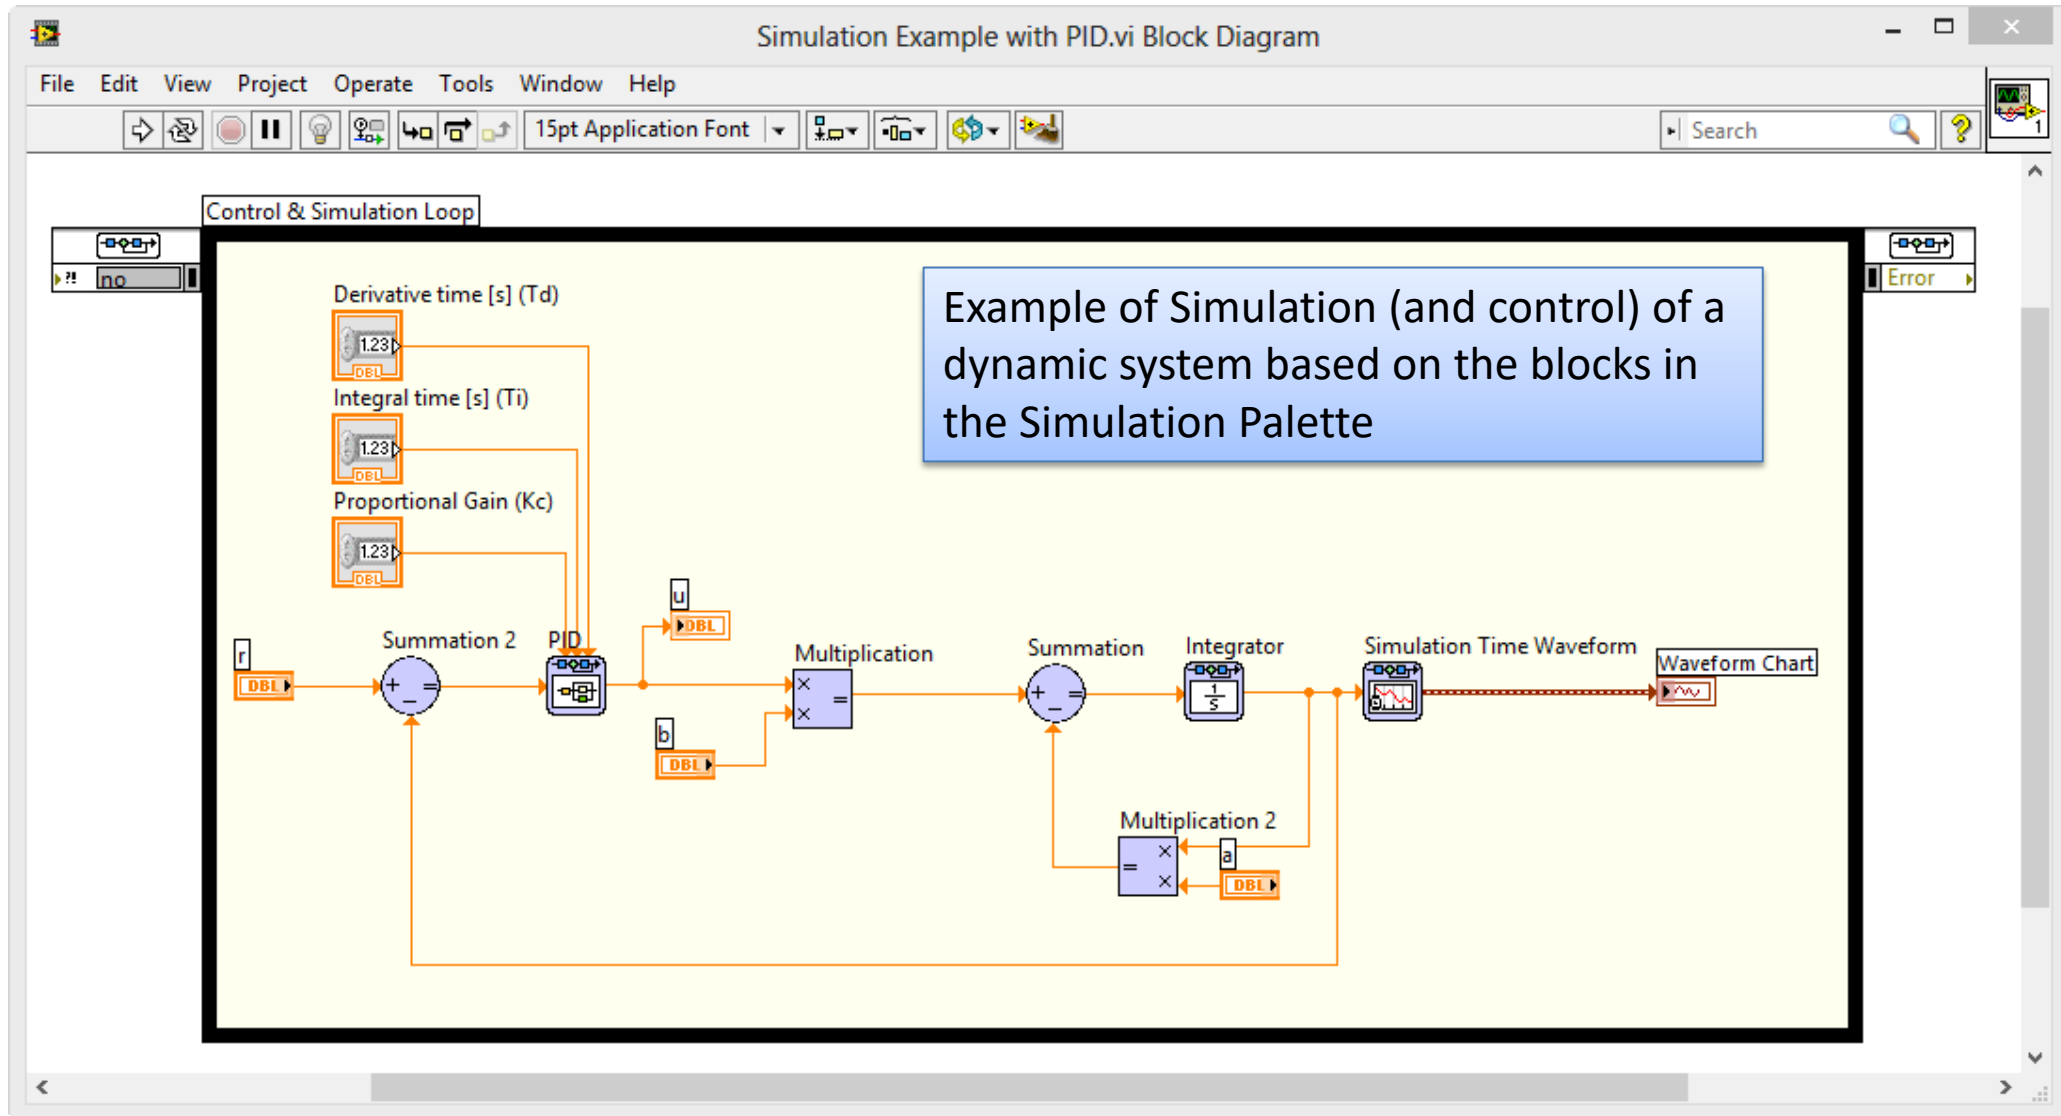 Simulation Example with PID.vi Block Diagram
File Edit View Project Operate Tools Window Help
15pt Application Font
Search
1
Control & Simulation Loop
?!
no
Error
Derivative time [s] (Td)
1.23
DBL
Integral time [s] (Ti)
1.23
DBL
Proportional Gain (Kc)
1.23
DBL
Example of Simulation (and control) of a
dynamic system based on the blocks in
the Simulation Palette
r
DBL
Summation 2
+ − =
PID
u
DBL
b
DBL
Multiplication
×
× =
Summation
+ − =
Integrator
1
s
Simulation Time Waveform
Waveform Chart
Multiplication 2
= ×
×
a
DBL